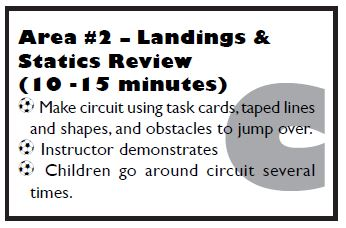 Area #2 – Landings &
Statics Review
(10 -15 minutes)
Make circuit using task cards, taped lines
and shapes, and obstacles to jump over.
Instructor demonstrates
Children go around circuit several
times.
C